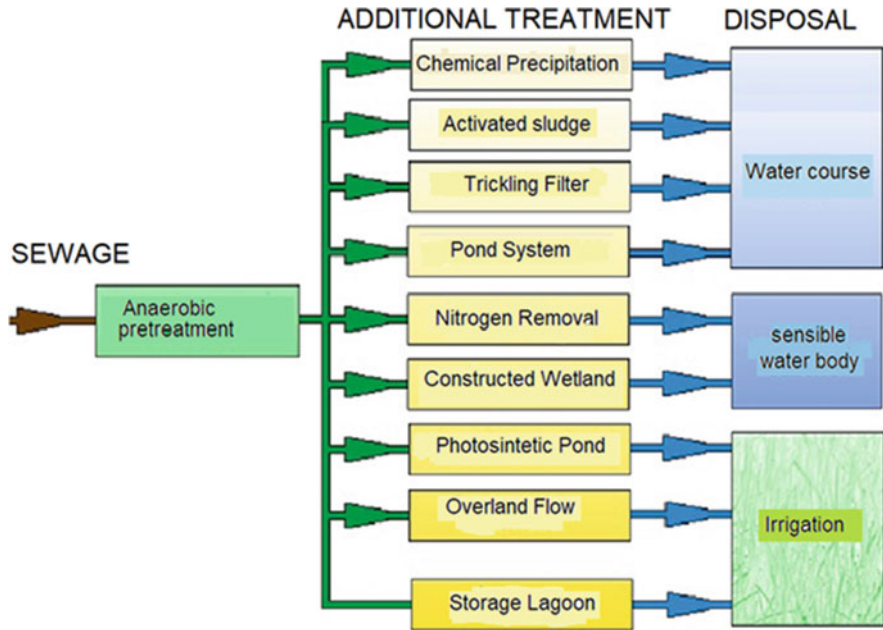 ADDITIONAL TREATMENT
DISPOSAL
Chemical Precipitation
Activated sludge
Trickling Filter
Water course
Pond System
SEWAGE
Anaerobic
pretreatment
Nitrogen Removal
sensible
water body
Constructed Wetland
Photosintetic Pond
Overland Flow
Irrigation
Storage Lagoon